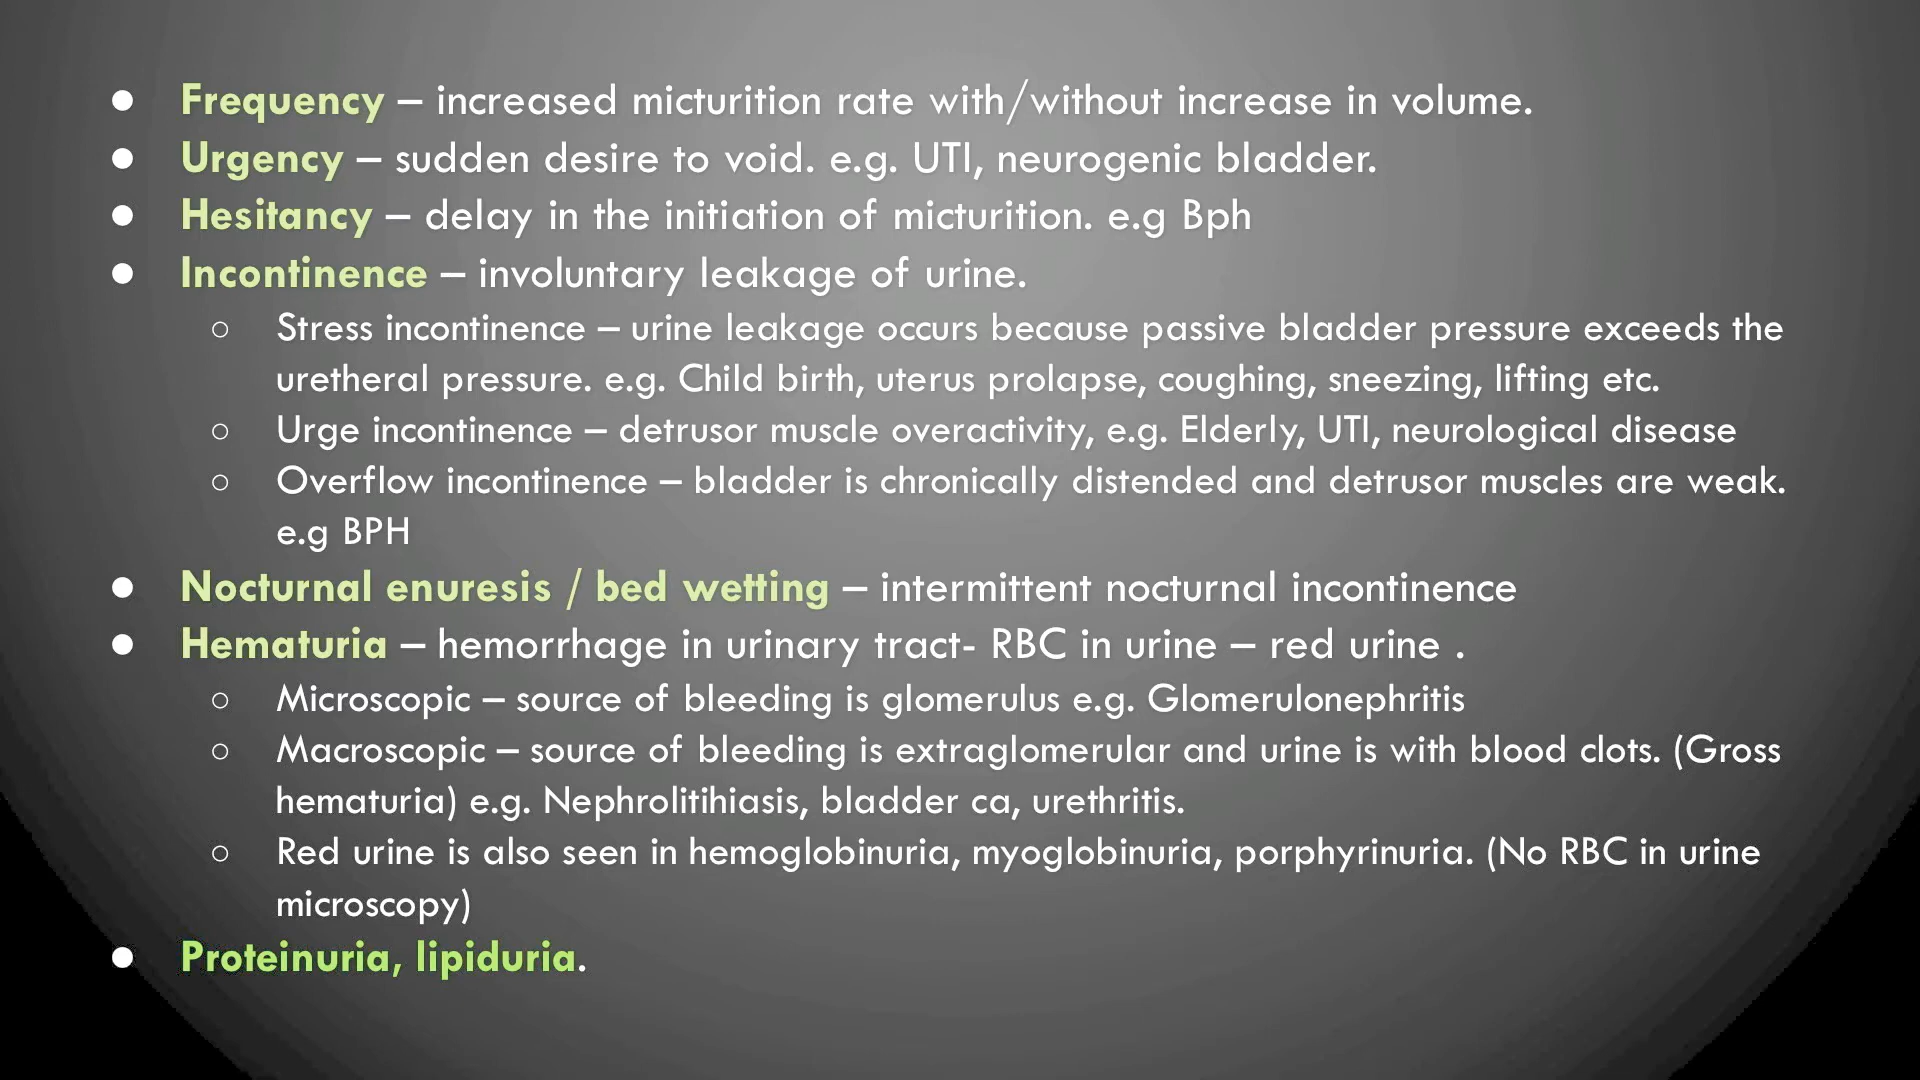 ● Frequency – increased micturition rate with/without increase in volume.
● Urgency – sudden desire to void. e.g. UTI, neurogenic bladder.
● Hesitancy – delay in the initiation of micturition. e.g Bph
● Incontinence – involuntary leakage of urine.
○ Stress incontinence – urine leakage occurs because passive bladder pressure exceeds the
urethral pressure. e.g. Child birth, uterus prolapse, coughing, sneezing, lifting etc.
○ Urge incontinence – detrusor muscle overactivity, e.g. Elderly, UTI, neurological disease
○ Overflow incontinence – bladder is chronically distended and detrusor muscles are weak.
e.g BPH
● Nocturnal enuresis / bed wetting – intermittent nocturnal incontinence
● Hematuria – hemorrhage in urinary tract- RBC in urine – red urine .
○ Microscopic – source of bleeding is glomerulus e.g. Glomerulonephritis
○ Macroscopic – source of bleeding is extraglomerular and urine is with blood clots. (Gross
hematuria) e.g. Nephrolitihiasis, bladder ca, urethritis.
○ Red urine is also seen in hemoglobinuria, myoglobinuria, porphyrinuria. (No RBC in urine
microscopy)
● Proteinuria, lipiduria.